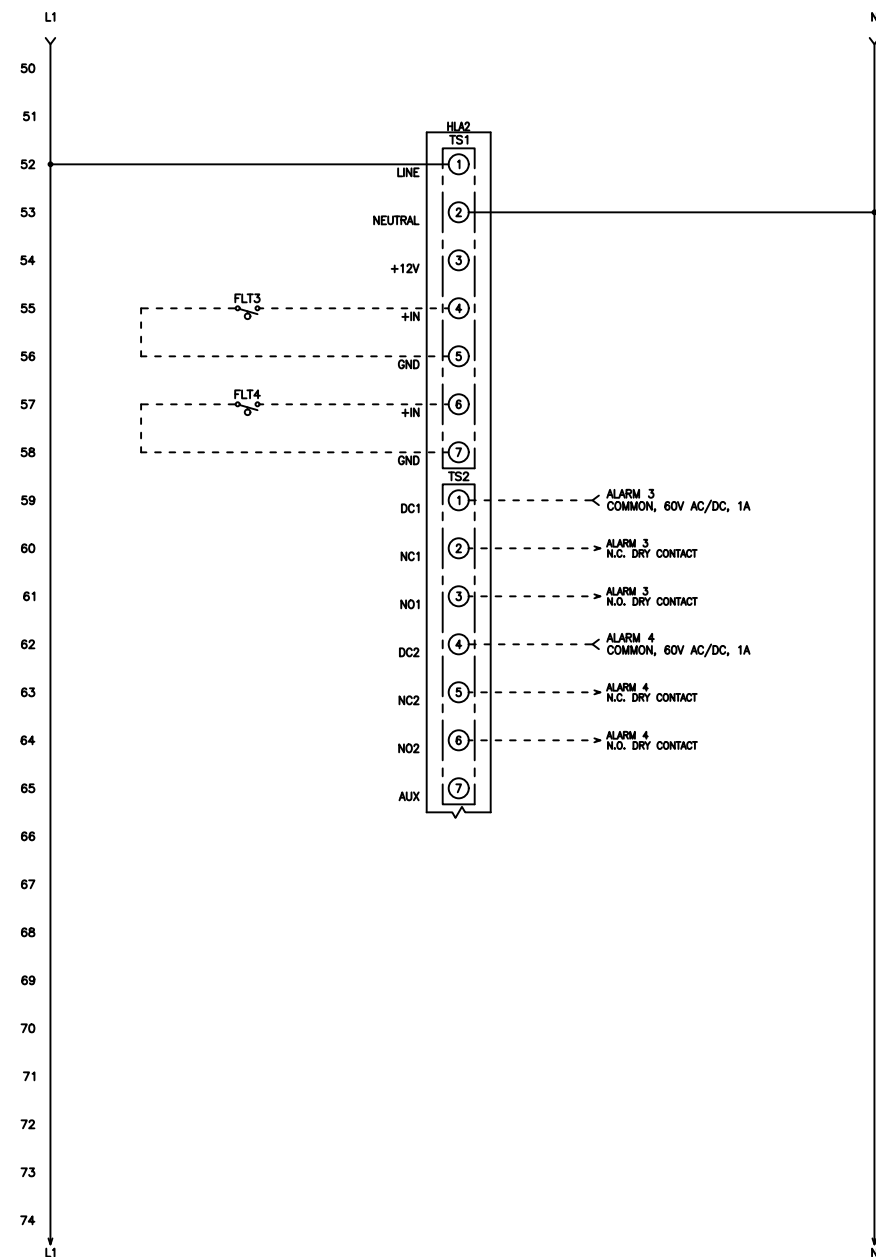 L1 N
50
51
HLA2
TS1
52 LINE 1
53 NEUTRAL 2
54 +12V 3
FLT3
55 +IN 4
56 GND 5
FLT4
57 +IN 6
58 GND 7
TS2
59 DC1 1 ALARM 3
COMMON, 60V AC/DC, 1A
60 NC1 2 ALARM 3
N.C. DRY CONTACT
61 NO1 3 ALARM 3
N.O. DRY CONTACT
62 DC2 4 ALARM 4
COMMON, 60V AC/DC, 1A
63 NC2 5 ALARM 4
N.C. DRY CONTACT
64 NO2 6 ALARM 4
N.O. DRY CONTACT
65 AUX 7
66
67
68
69
70
71
72
73
74
L1 N